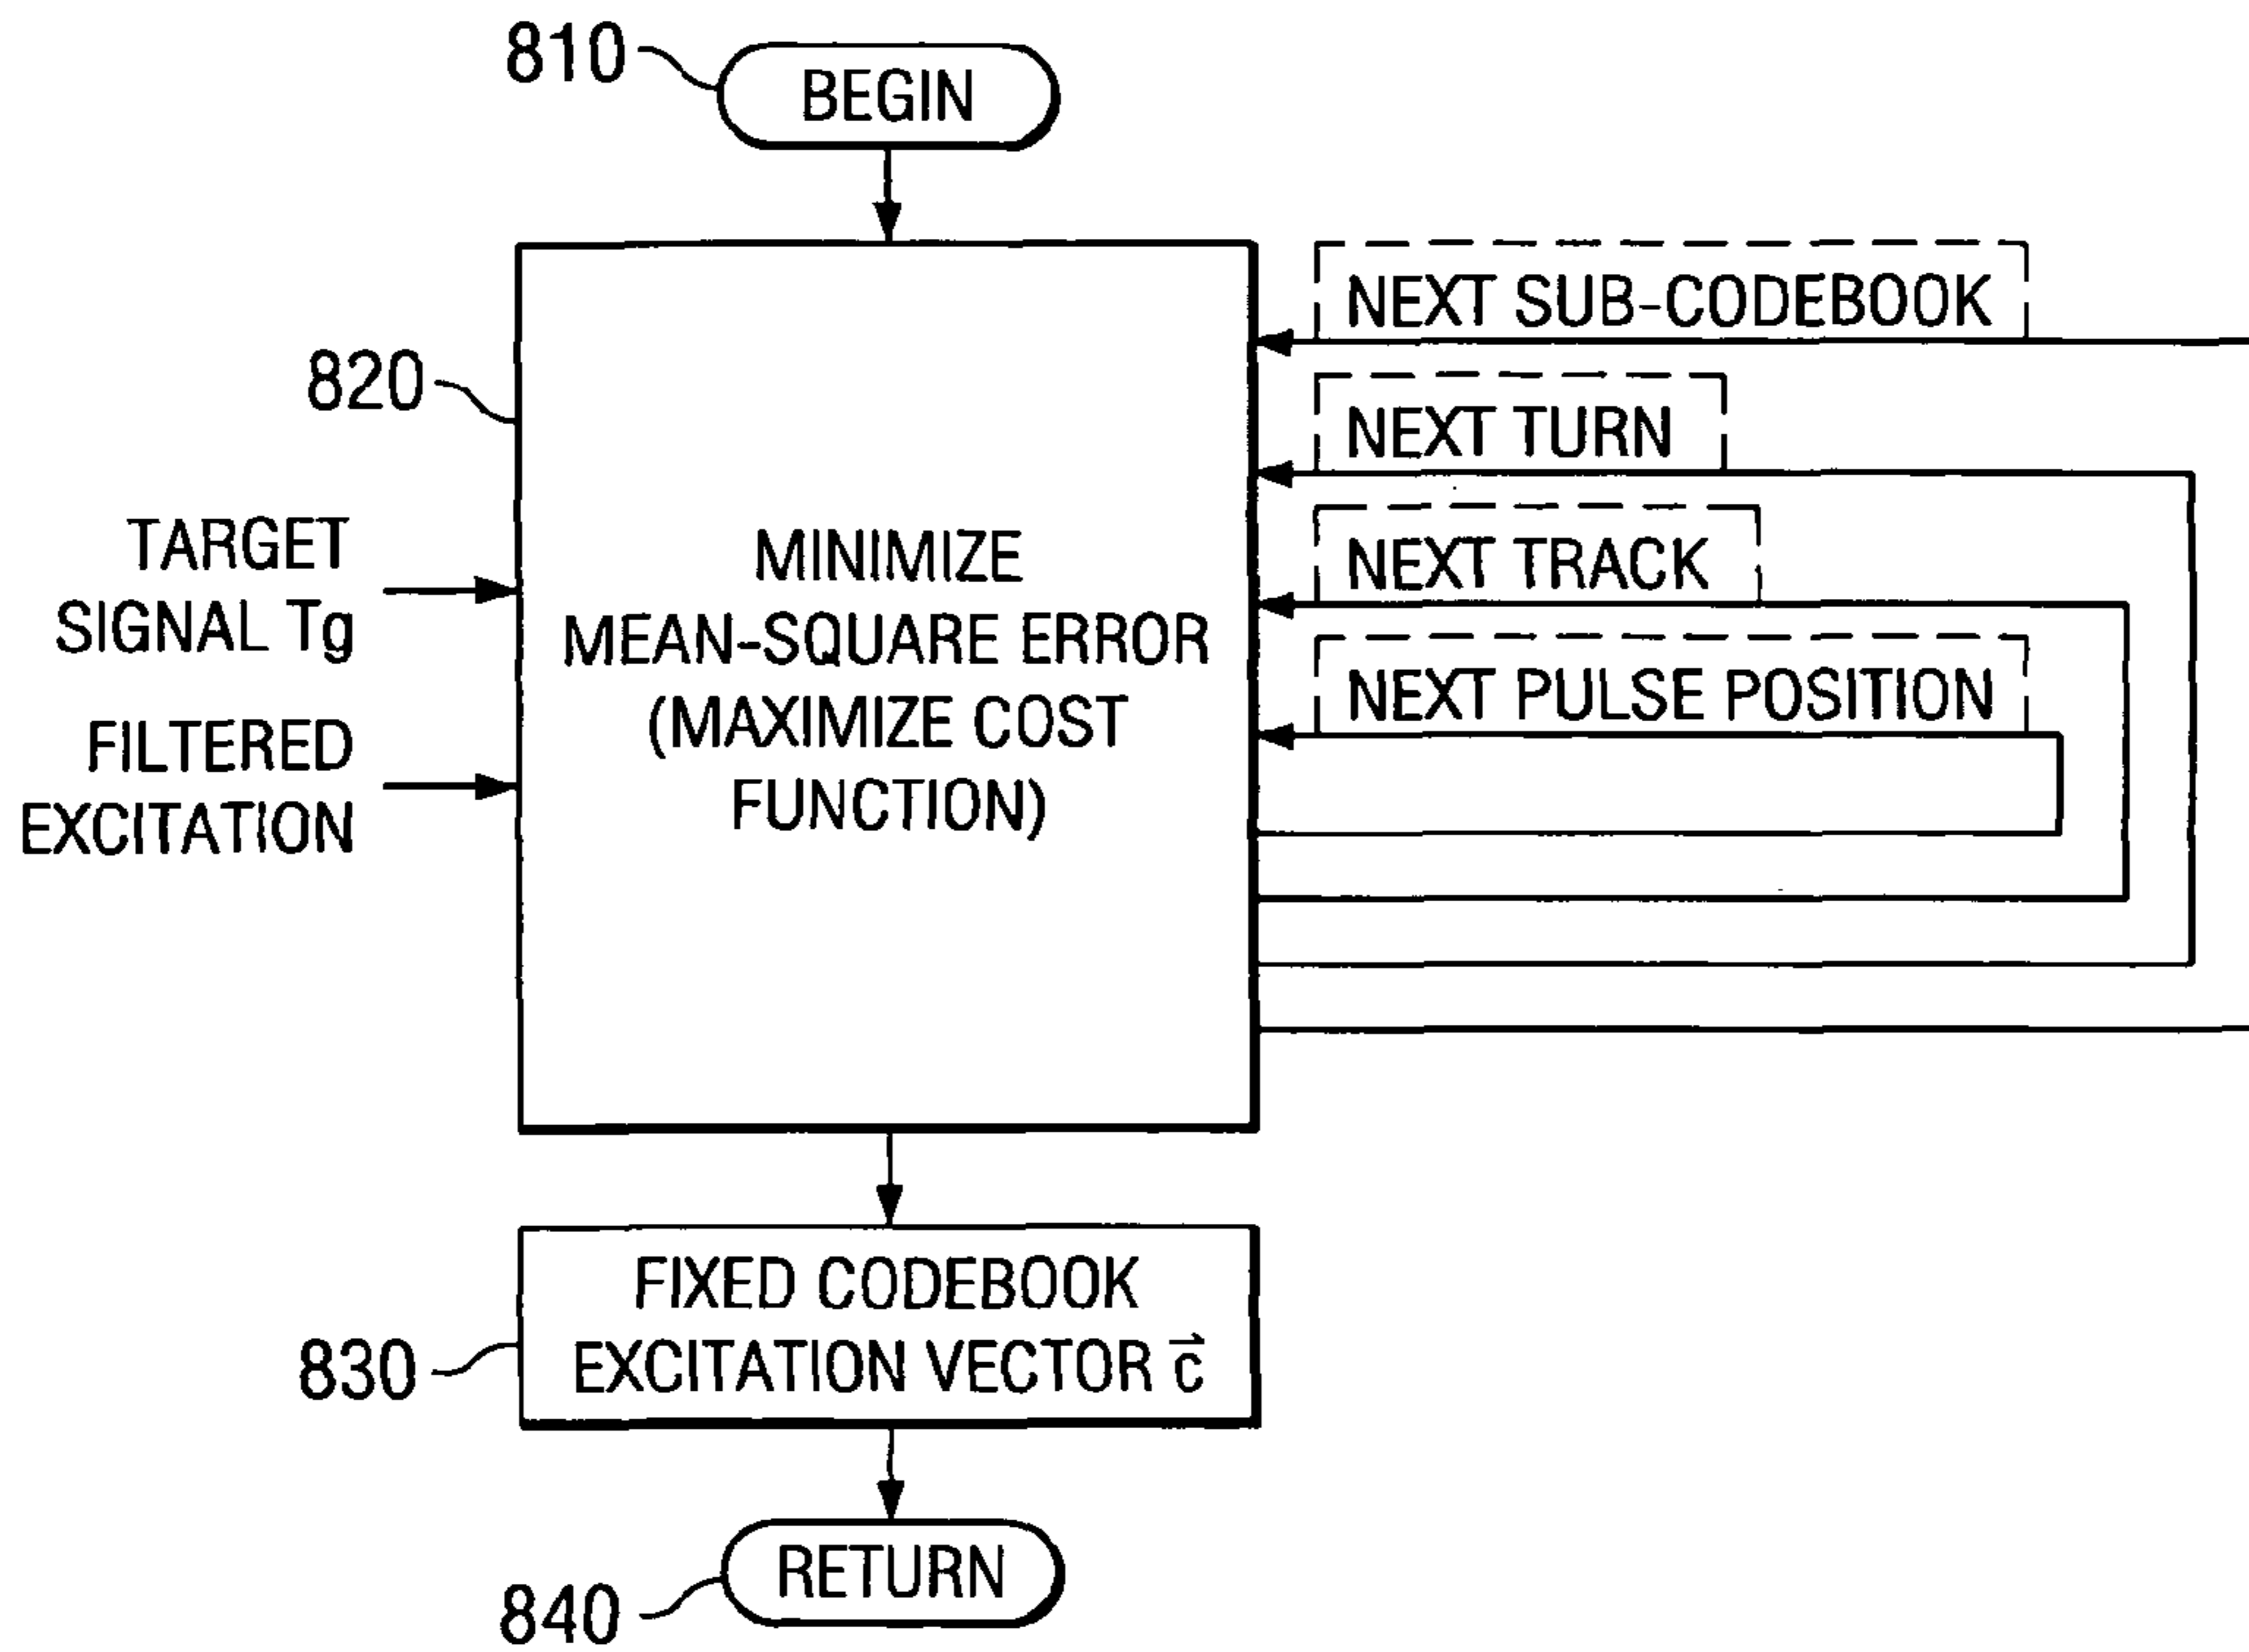 810
BEGIN
820
TARGET
SIGNAL Tg
FILTERED
EXCITATION
MINIMIZE
MEAN-SQUARE ERROR
(MAXIMIZE COST
FUNCTION)
NEXT SUB-CODEBOOK
NEXT TURN
NEXT TRACK
NEXT PULSE POSITION
830
FIXED CODEBOOK
EXCITATION VECTOR c⃗
840
RETURN